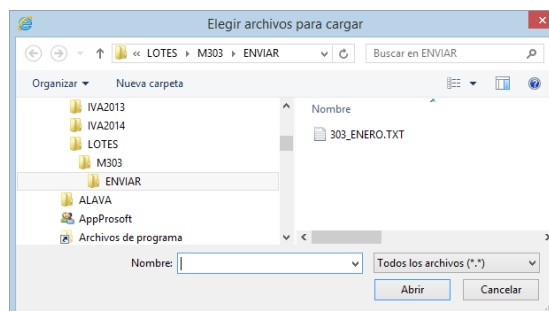 Elegir archivos para cargar
« LOTES M303 ENVIAR
Buscar en ENVIAR
Organizar Nueva carpeta
IVA2013
IVA2014
LOTES
M303
ENVIAR
ALAVA
AppProsoft
Archivos de programa
Nombre
303_ENERO.TXT
Nombre:
Todos los archivos (*.*)
Abrir Cancelar